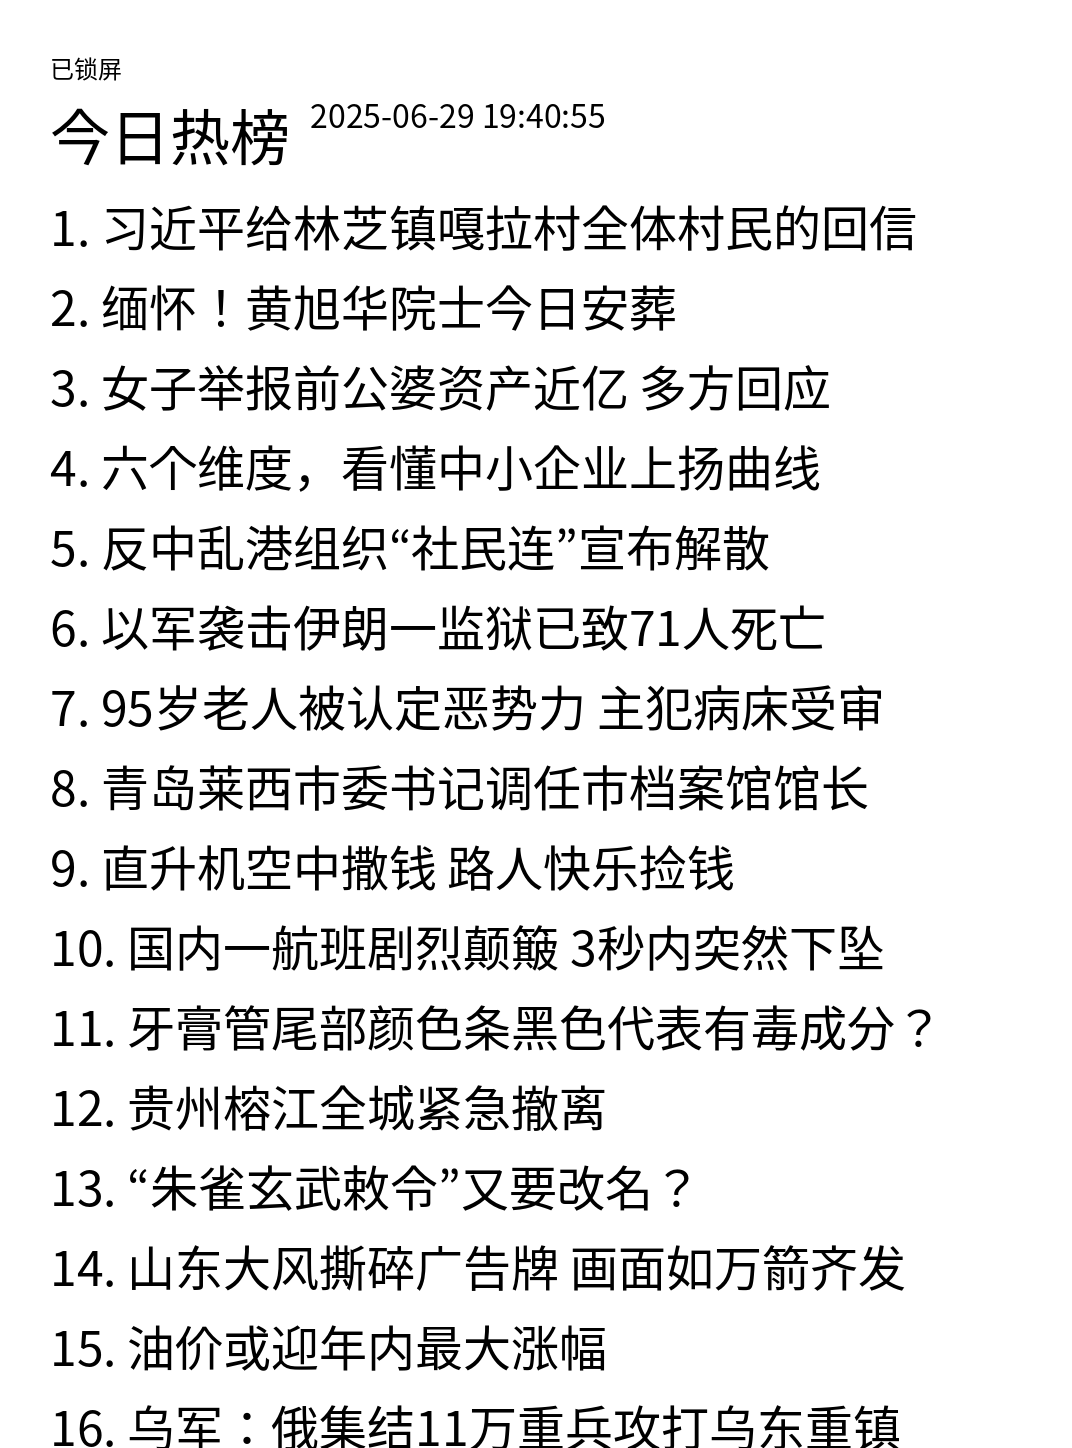 已锁屏
今日热榜 2025-06-29 19:40:55
1. 习近平给林芝镇嘎拉村全体村民的回信
2. 缅怀！黄旭华院士今日安葬
3. 女子举报前公婆资产近亿 多方回应
4. 六个维度，看懂中小企业上扬曲线
5. 反中乱港组织“社民连”宣布解散
6. 以军袭击伊朗一监狱已致71人死亡
7. 95岁老人被认定恶势力 主犯病床受审
8. 青岛莱西市委书记调任市档案馆馆长
9. 直升机空中撒钱 路人快乐捡钱
10. 国内一航班剧烈颠簸 3秒内突然下坠
11. 牙膏管尾部颜色条黑色代表有毒成分？
12. 贵州榕江全城紧急撤离
13. “朱雀玄武敕令”又要改名？
14. 山东大风撕碎广告牌 画面如万箭齐发
15. 油价或迎年内最大涨幅
16. 乌军：俄集结11万重兵攻打乌东重镇